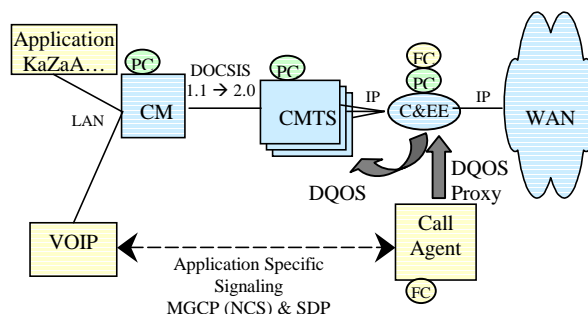 Application
KaZaA…
PC
CM
LAN
DOCSIS
1.1 → 2.0
PC
CMTS
IP
FC
PC
C&EE
IP
WAN
DQOS
DQOS
Proxy
VOIP
Call
Agent
FC
Application Specific
Signaling
MGCP (NCS) & SDP